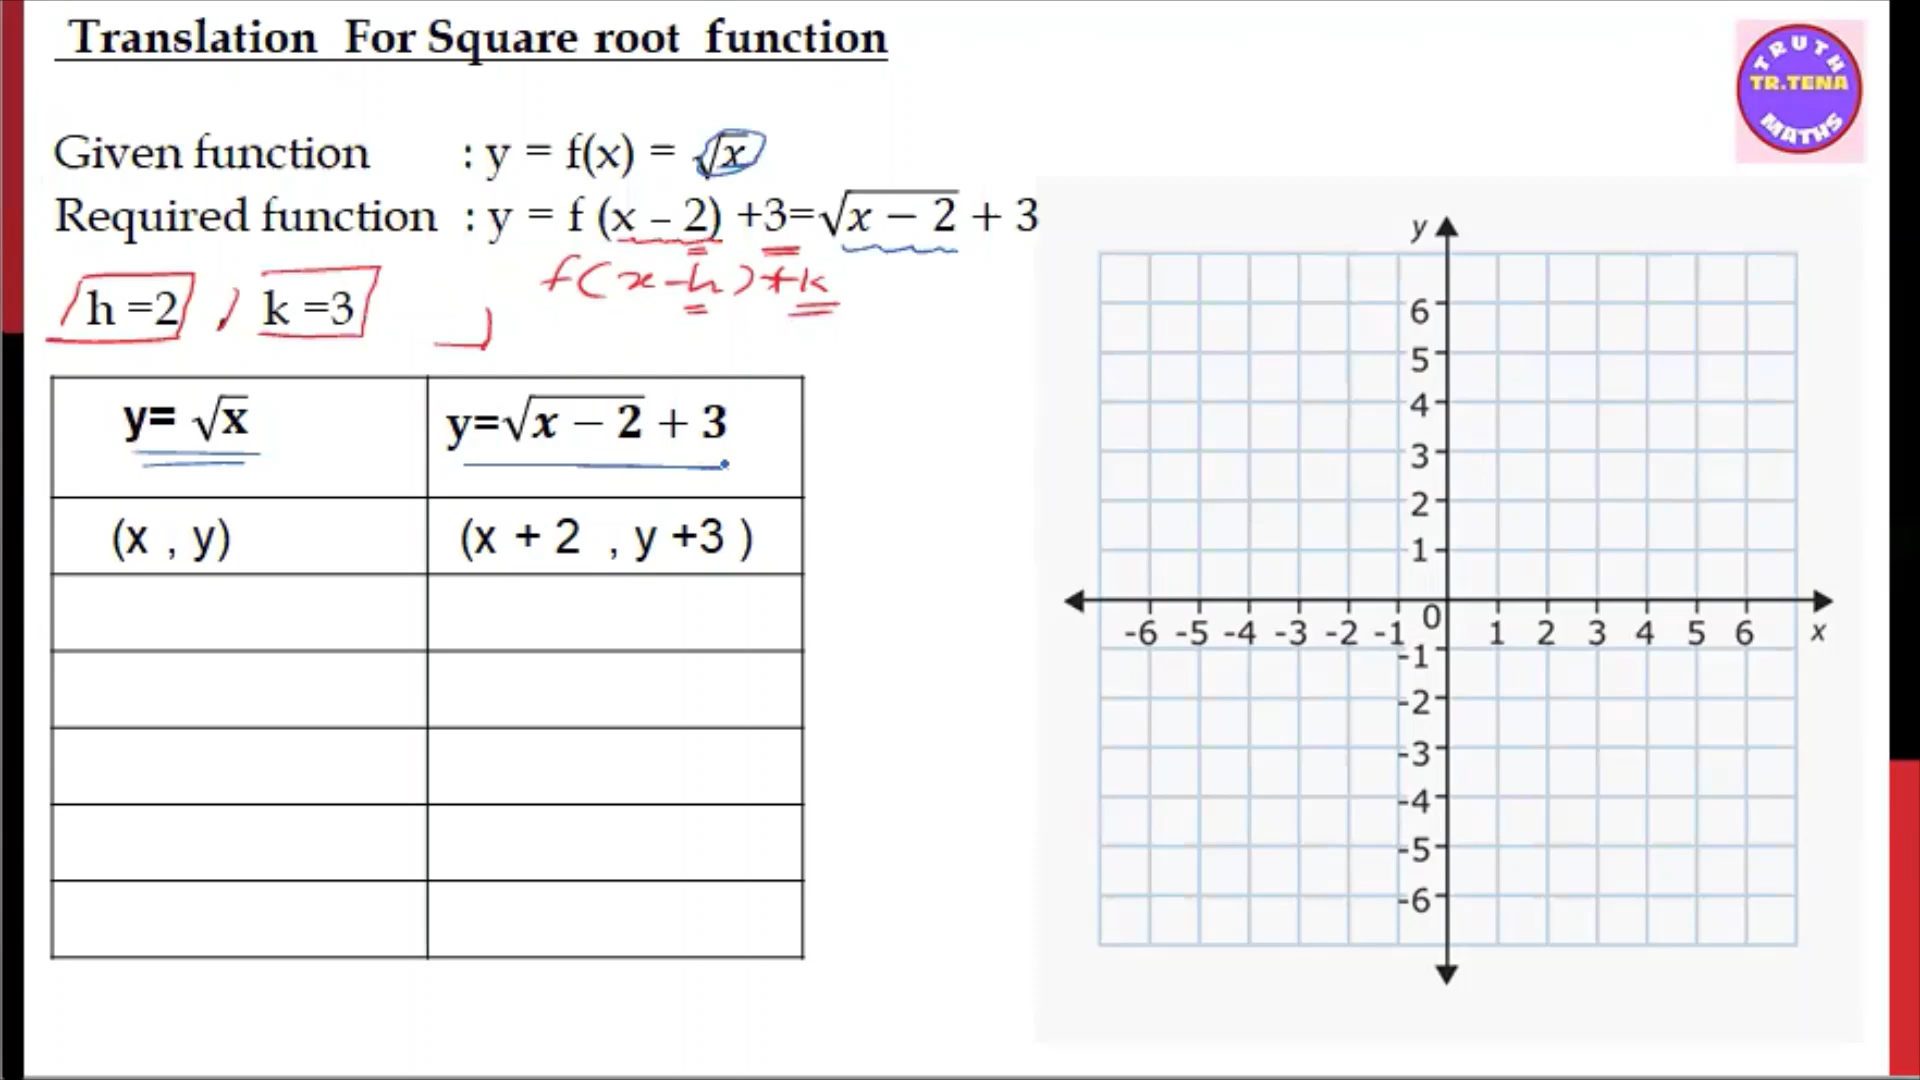 Translation For Square root function
TRUTH
TR.TENA
MATHS
Given function : y = f(x) = √x
Required function : y = f (x – 2) +3=√x − 2 + 3
f(x-h)+k
h =2 , k =3
y= √x
y=√x − 2 + 3
(x , y)
(x + 2 , y +3 )
y
6
5
4
3
2
1
0
-6 -5 -4 -3 -2 -1 1 2 3 4 5 6 x
-1
-2
-3
-4
-5
-6